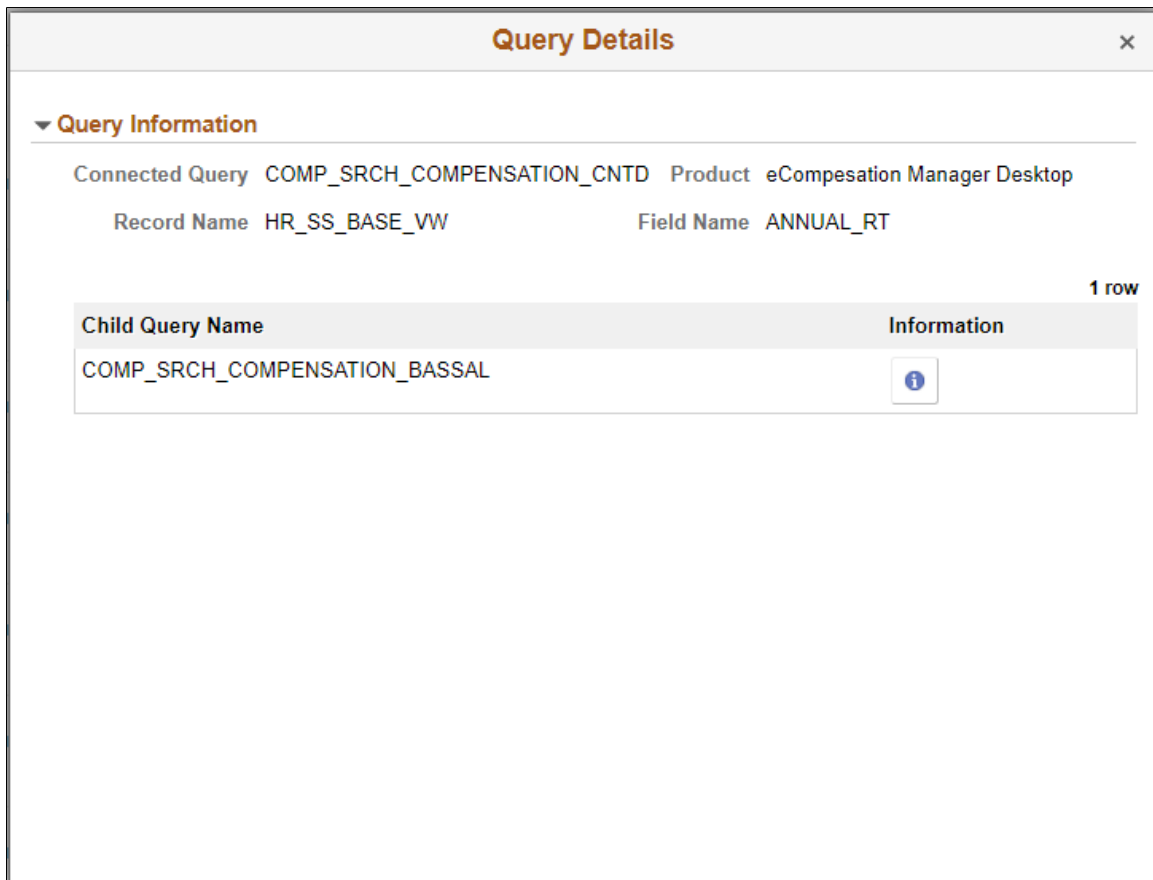 Query Details ×
Query Information
Connected Query COMP_SRCH_COMPENSATION_CNTD Product eCompesation Manager Desktop
Record Name HR_SS_BASE_VW Field Name ANNUAL_RT
1 row
Child Query Name Information
COMP_SRCH_COMPENSATION_BASSAL